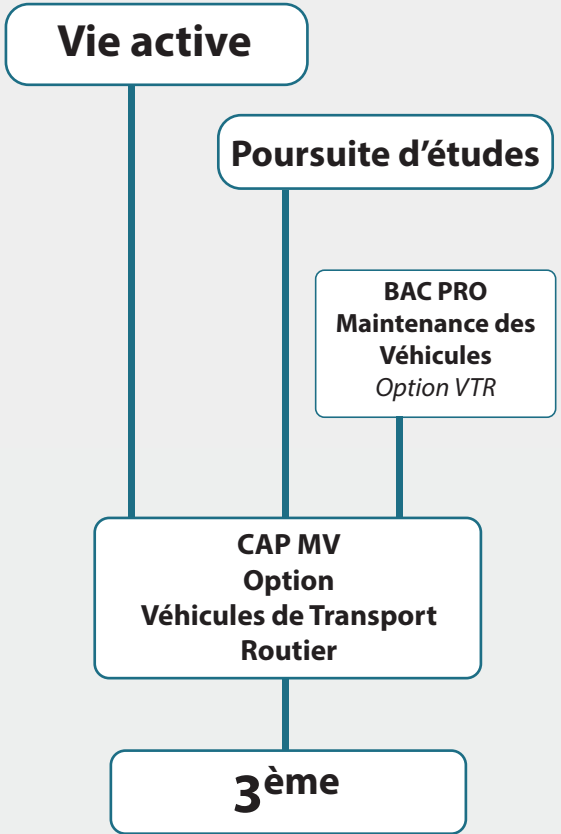 Vie active
Poursuite d'études
BAC PRO
Maintenance des
Véhicules
Option VTR
CAP MV
Option
Véhicules de Transport
Routier
3ème